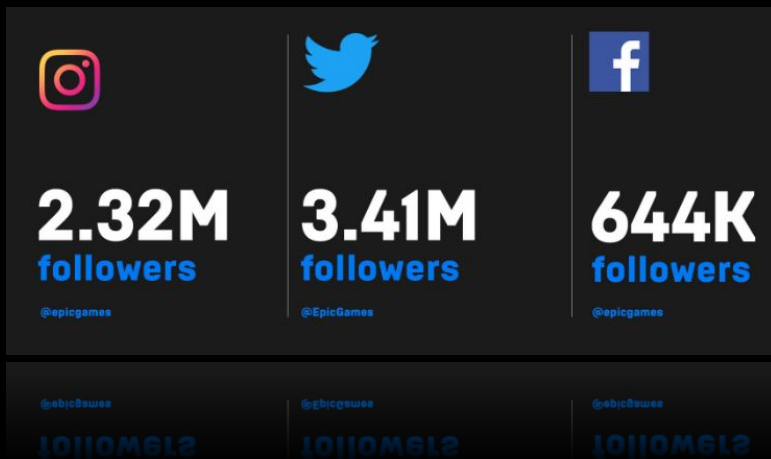 2.32M
followers
@epicgames
3.41M
followers
@EpicGames
644K
followers
@epicgames